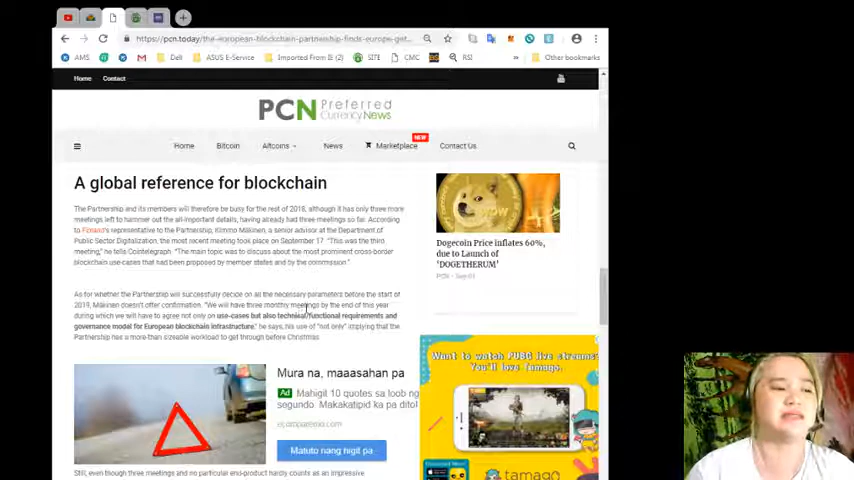 https://pcn.today/the-european-blockchain-partnership-finds-europe-get...
AMS
Dell
ASUS E-Service
Imported From IE (2)
SITE
CMC
RSI
»
Other bookmarks
Home
Contact
PCN Preferred
Currency News
NEW
Home
Bitcoin
Altcoins
News
Marketplace
Contact Us
A global reference for blockchain
The Partnership and its members will therefore be busy for the rest of 2018, although it has only three more
meetings left to hammer out the all-important details, having already had three meetings so far. According
to Finland's representative to the Partnership, Kimmo Mäkinen, a senior advisor at the Department of
Public Sector Digitalization, the most recent meeting took place on September 17. "This was the third
meeting," he tells Cointelegraph. "The main topic was to discuss about the most prominent cross-border
blockchain use-cases that had been proposed by member states and by the commission."
As for whether the Partnership will successfully decide on all the necessary parameters before the start of
2019, Mäkinen doesn't offer confirmation. "We will have three monthly meetings by the end of this year
during which we will have to agree not only on use-cases but also technical/functional requirements and
governance model for European blockchain infrastructure," he says, his use of "not only" implying that the
Partnership has a more than sizeable workload to get through before Christmas.
Dogecoin Price inflates 60%,
due to Launch of
'DOGETHERUM'
Mura na, maaasahan pa
Ad Mahigil 10 quotes sa loob ng
segundo. Makakatipid ka pa dito!
Matuto nang higit pa
Want to watch PUBG live streams?
You'll love Tamago.
tamago
Still, even though three meetings and no particular end-product hardly counts as an impressive